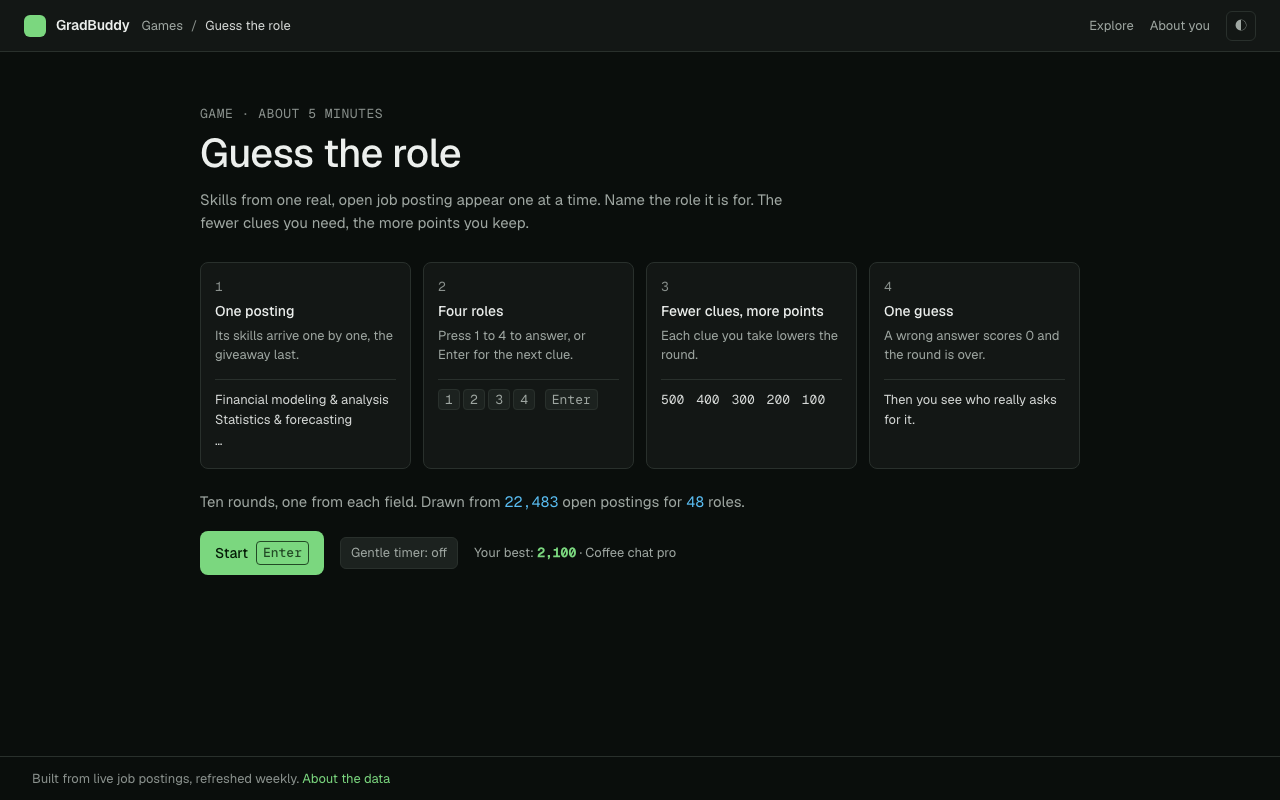 GradBuddy Games / Guess the role Explore About you
GAME · ABOUT 5 MINUTES
Guess the role
Skills from one real, open job posting appear one at a time. Name the role it is for. The
fewer clues you need, the more points you keep.
1
One posting
Its skills arrive one by one, the
giveaway last.
Financial modeling & analysis
Statistics & forecasting
…
2
Four roles
Press 1 to 4 to answer, or
Enter for the next clue.
1 2 3 4 Enter
3
Fewer clues, more points
Each clue you take lowers the
round.
500 400 300 200 100
4
One guess
A wrong answer scores 0 and
the round is over.
Then you see who really asks
for it.
Ten rounds, one from each field. Drawn from 22,483 open postings for 48 roles.
Start Enter Gentle timer: off Your best: 2,100 · Coffee chat pro
Built from live job postings, refreshed weekly. About the data